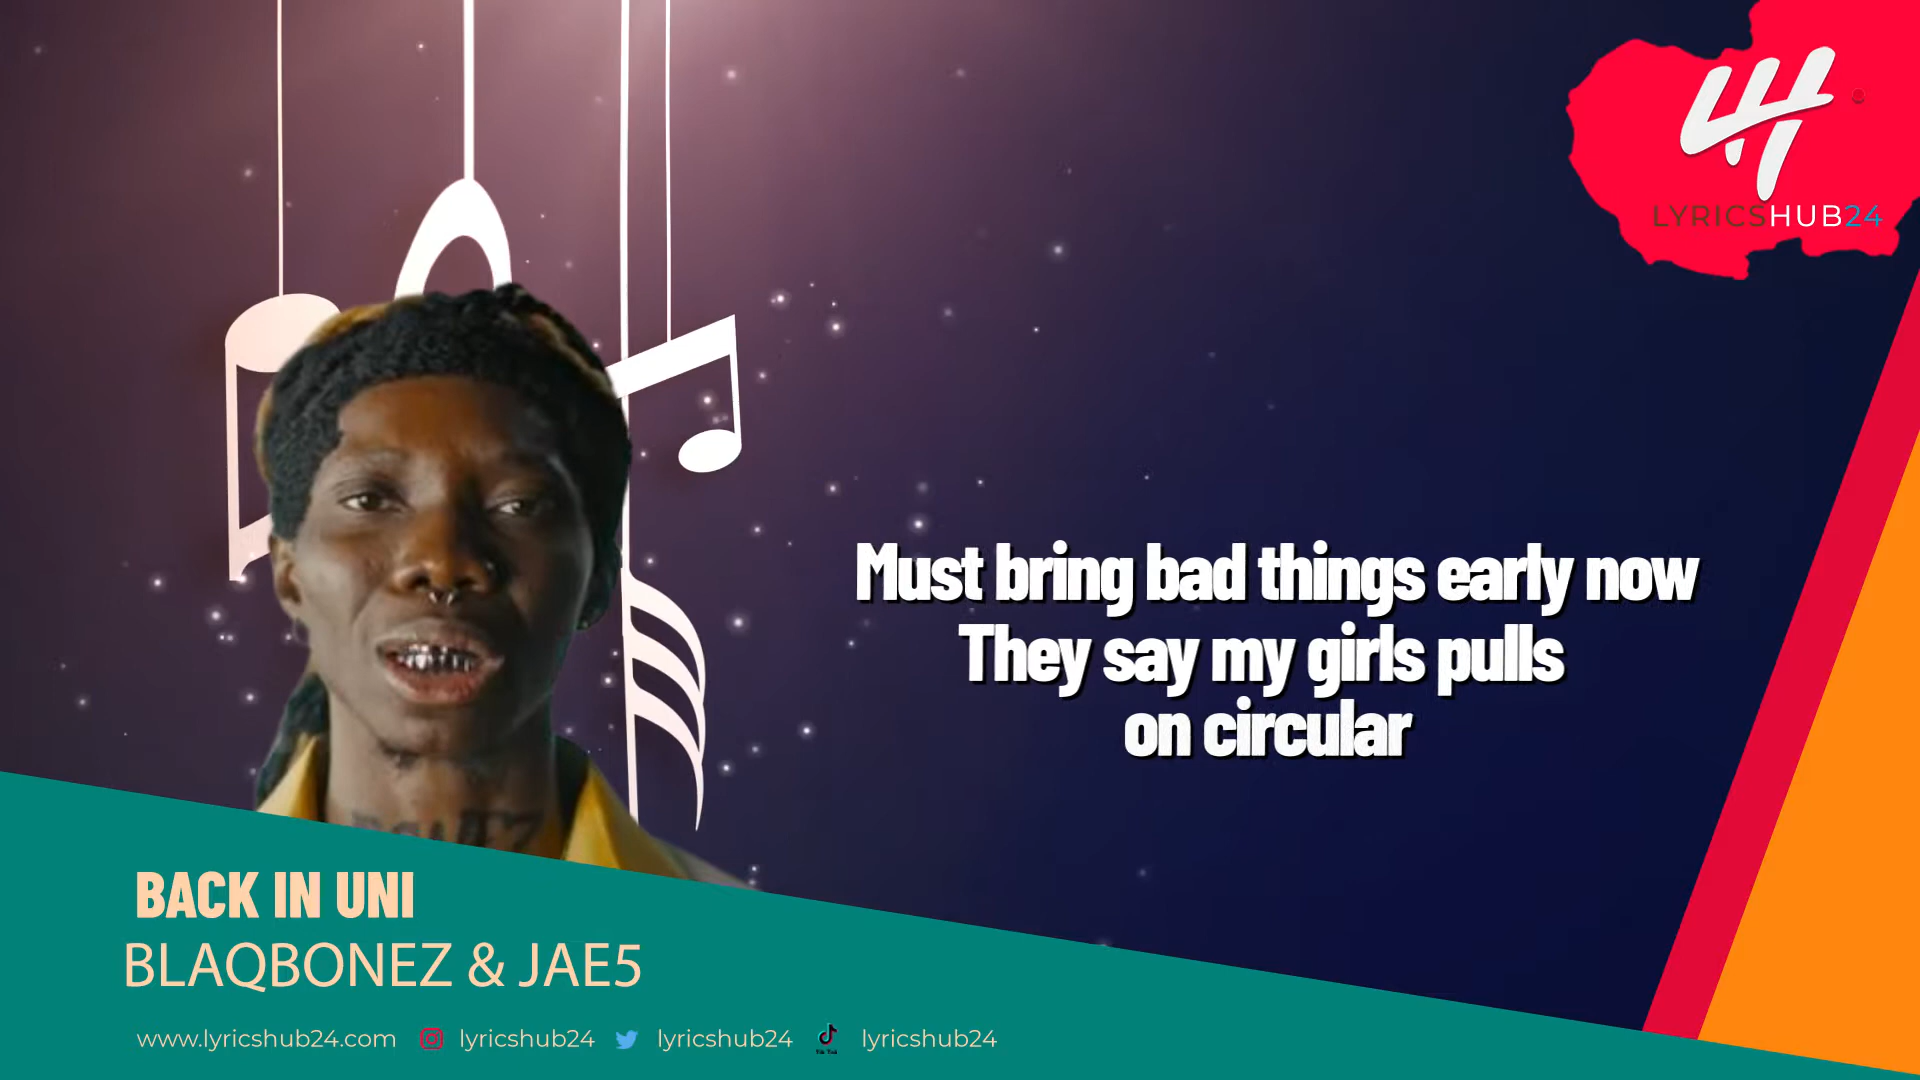 LYRICSHUB24
Must bring bad things early now
They say my girls pulls
on circular
BACK IN UNI
BLAQBONEZ & JAE5
www.lyricshub24.com lyricshub24 lyricshub24 lyricshub24